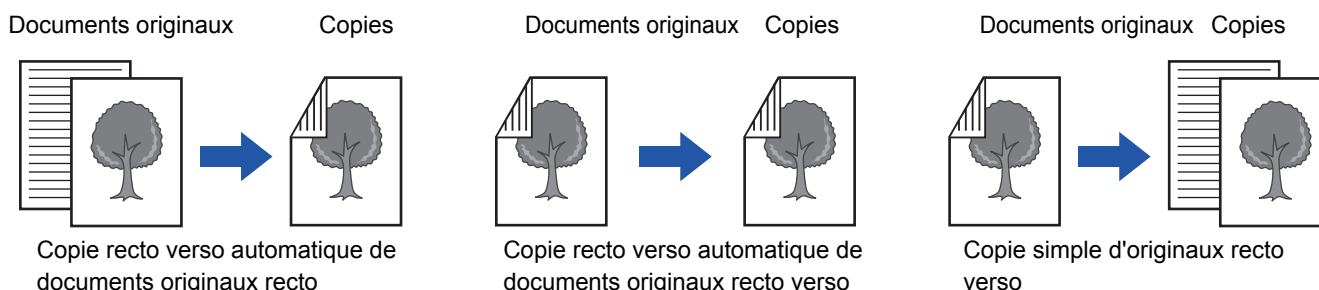 Documents originaux Copies
Documents originaux Copies
Documents originaux Copies
Copie recto verso automatique de
documents originaux recto
Copie recto verso automatique de
documents originaux recto verso
Copie simple d'originaux recto
verso